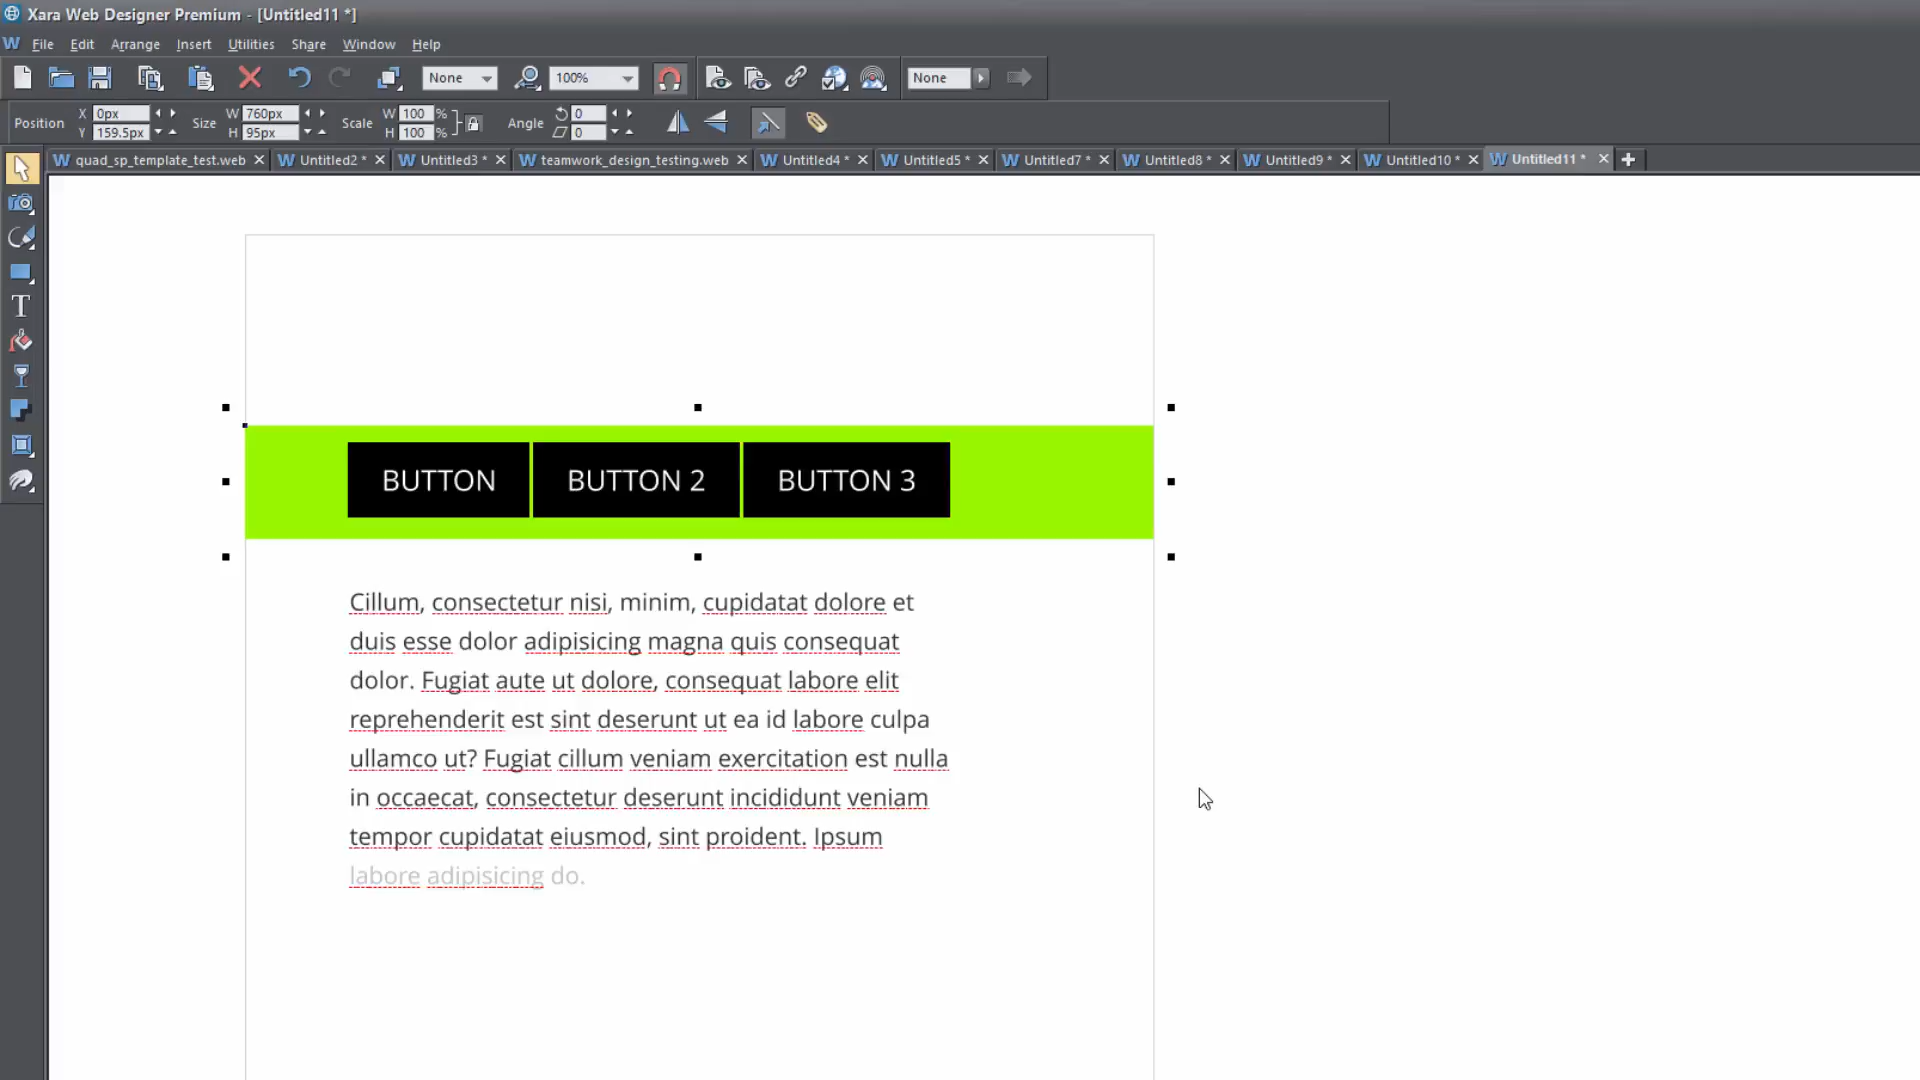 Xara Web Designer Premium - [Untitled11 *]
File Edit Arrange Insert Utilities Share Window Help
None 100% None
Position X 0px Y 159.5px Size W 760px H 95px Scale W 100 % H 100 % Angle 0 0
quad_sp_template_test.web Untitled2 * Untitled3 * teamwork_design_testing.web Untitled4 * Untitled5 * Untitled7 * Untitled8 * Untitled9 * Untitled10 * Untitled11 *
BUTTON BUTTON 2 BUTTON 3
Cillum, consectetur nisi, minim, cupidatat dolore et
duis esse dolor adipisicing magna quis consequat
dolor. Fugiat aute ut dolore, consequat labore elit
reprehenderit est sint deserunt ut ea id labore culpa
ullamco ut? Fugiat cillum veniam exercitation est nulla
in occaecat, consectetur deserunt incididunt veniam
tempor cupidatat eiusmod, sint proident. Ipsum
labore adipisicing do.